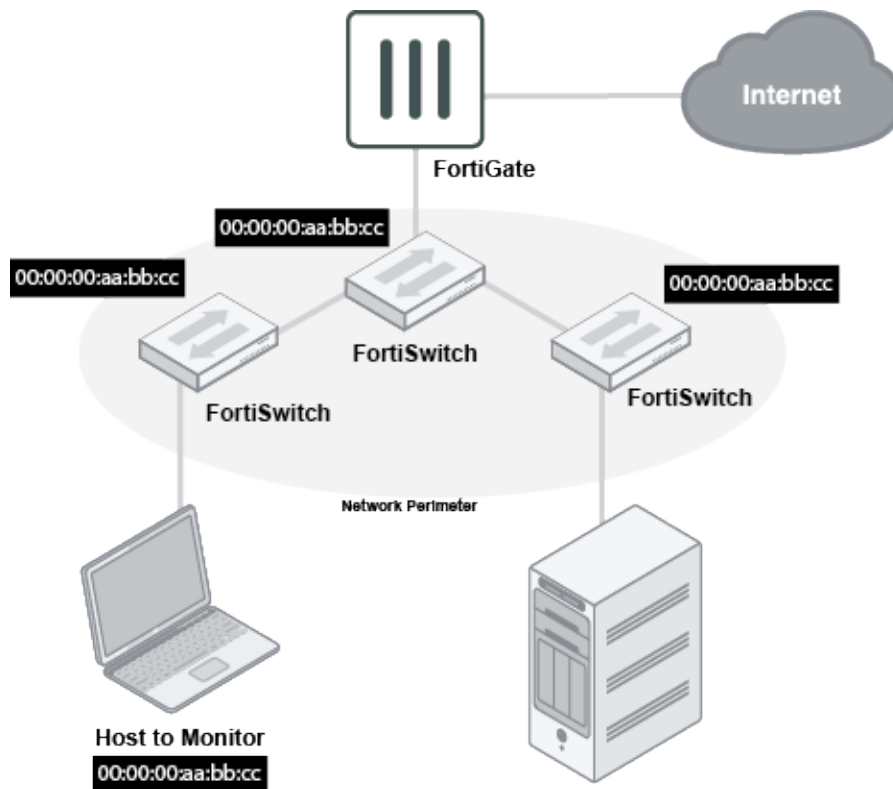 Internet
FortiGate
00:00:00:aa:bb:cc
00:00:00:aa:bb:cc
00:00:00:aa:bb:cc
FortiSwitch
FortiSwitch
FortiSwitch
Network Perimeter
Host to Monitor
00:00:00:aa:bb:cc